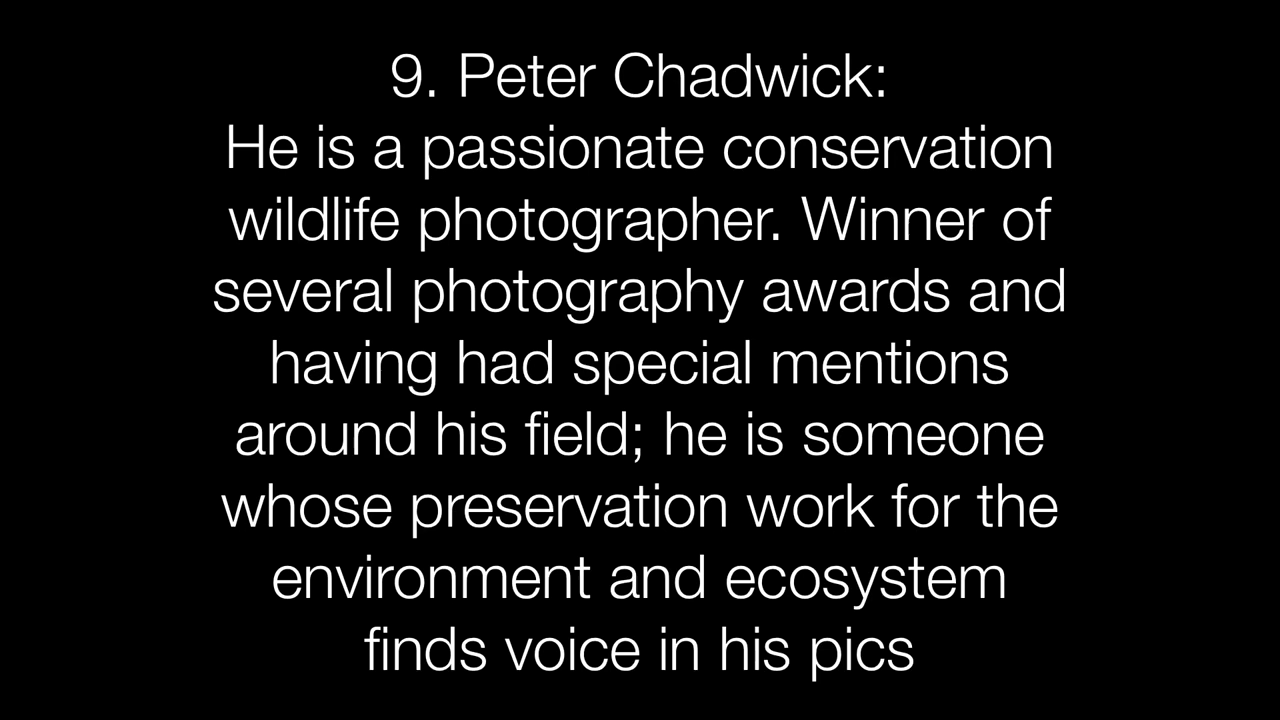 9. Peter Chadwick:
He is a passionate conservation
wildlife photographer. Winner of
several photography awards and
having had special mentions
around his field; he is someone
whose preservation work for the
environment and ecosystem
finds voice in his pics